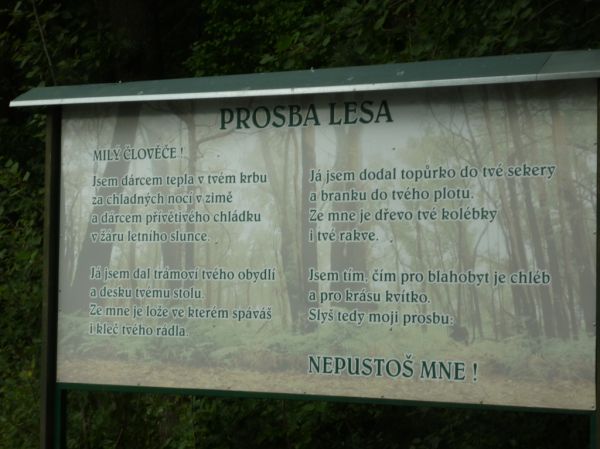 PROSBA LESA
MILÝ ČLOVĚČE !
Jsem dárcem tepla v tvém krbu
za chladných nocí v zimě
a dárcem přívětivého chládku
v žáru letního slunce.
Já jsem dal trámoví tvého obydlí
a desku tvému stolu.
Ze mne je lože ve kterém spáváš
i kleč tvého rádla.
Já jsem dodal topůrko do tvé sekery
a branku do tvého plotu.
Ze mne je dřevo tvé kolébky
i tvé rakve.
Jsem tím, čím pro blahobyt je chléb
a pro krásu kvítko.
Slyš tedy moji prosbu:
NEPUSTOŠ MNE !